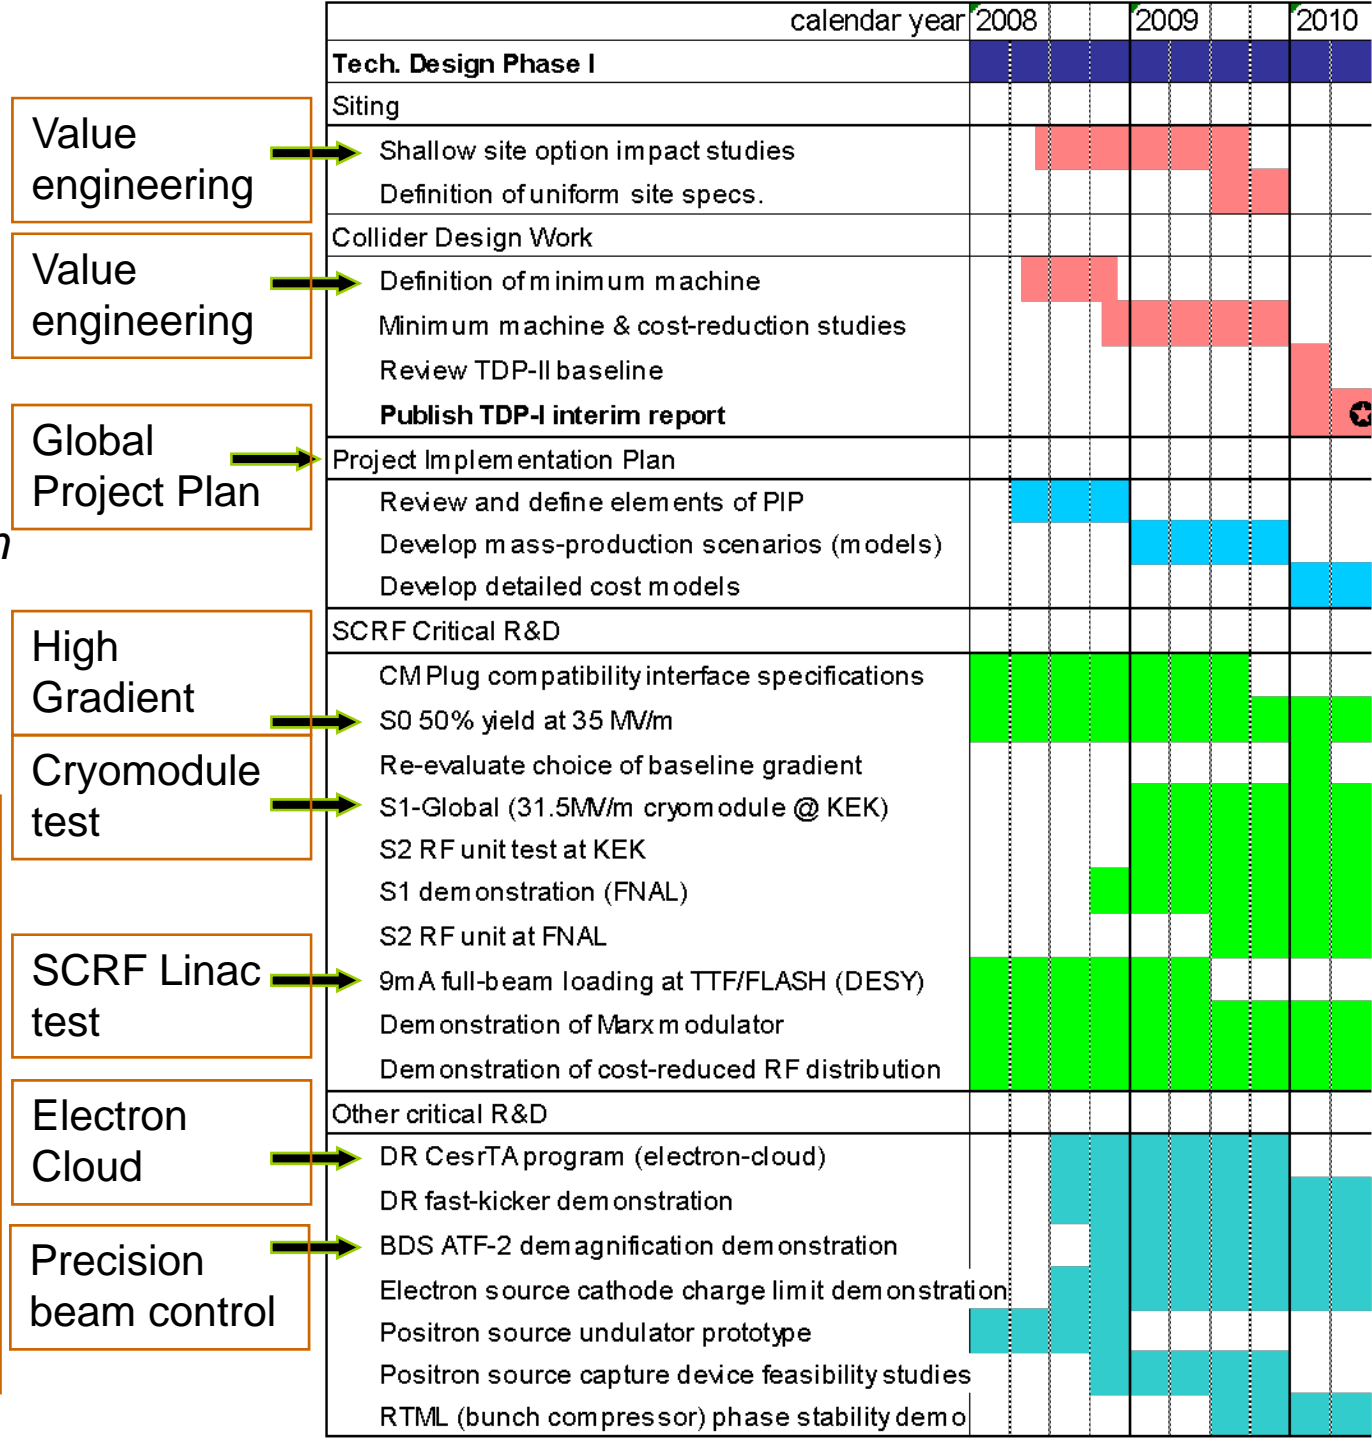 calendar year 2008 2009 2010
Tech. Design Phase I
Siting
Value
engineering
Shallow site option impact studies
Definition of uniform site specs.
Collider Design Work
Value
engineering
Definition of minimum machine
Minimum machine & cost-reduction studies
Review TDP-II baseline
Publish TDP-I interim report
Global
Project Plan
Project Implementation Plan
Review and define elements of PIP
Develop mass-production scenarios (models)
Develop detailed cost models
SCRF Critical R&D
High
Gradient
CM Plug compatibility interface specifications
S0 50% yield at 35 MV/m
Cryomodule
test
Re-evaluate choice of baseline gradient
S1-Global (31.5MV/m cryomodule @ KEK)
S2 RF unit test at KEK
S1 demonstration (FNAL)
S2 RF unit at FNAL
SCRF Linac
test
9mA full-beam loading at TTF/FLASH (DESY)
Demonstration of Marx modulator
Demonstration of cost-reduced RF distribution
Other critical R&D
Electron
Cloud
DR CesrTA program (electron-cloud)
DR fast-kicker demonstration
Precision
beam control
BDS ATF-2 demagnification demonstration
Electron source cathode charge limit demonstration
Positron source undulator prototype
Positron source capture device feasibility studies
RTML (bunch compressor) phase stability demo